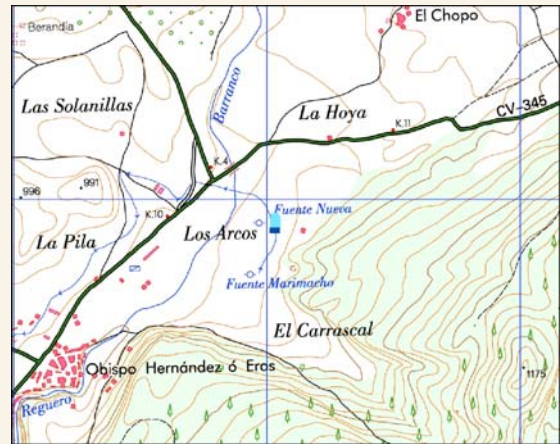 Berandia
El Chopo
Las Solanillas
Barranco
La Hoya
K.11
CV-345
K.4
996
991
K.10
Fuente Nueva
La Pila
Los Arcos
Fuente Marimacho
El Carrascal
Obispo Hernández ó Eras
1175
Reguero